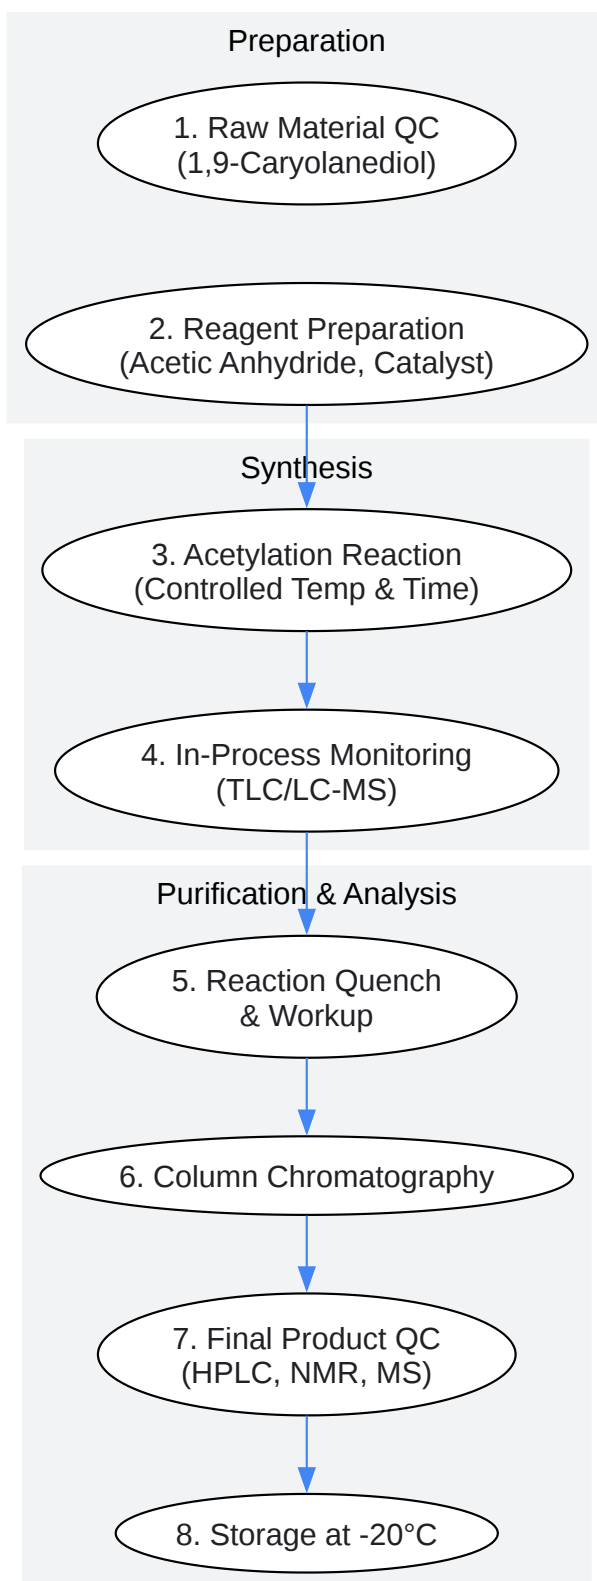 Preparation
1. Raw Material QC
(1,9-Caryolanediol)
2. Reagent Preparation
(Acetic Anhydride, Catalyst)
Synthesis
3. Acetylation Reaction
(Controlled Temp & Time)
4. In-Process Monitoring
(TLC/LC-MS)
Purification & Analysis
5. Reaction Quench
& Workup
6. Column Chromatography
7. Final Product QC
(HPLC, NMR, MS)
8. Storage at -20°C